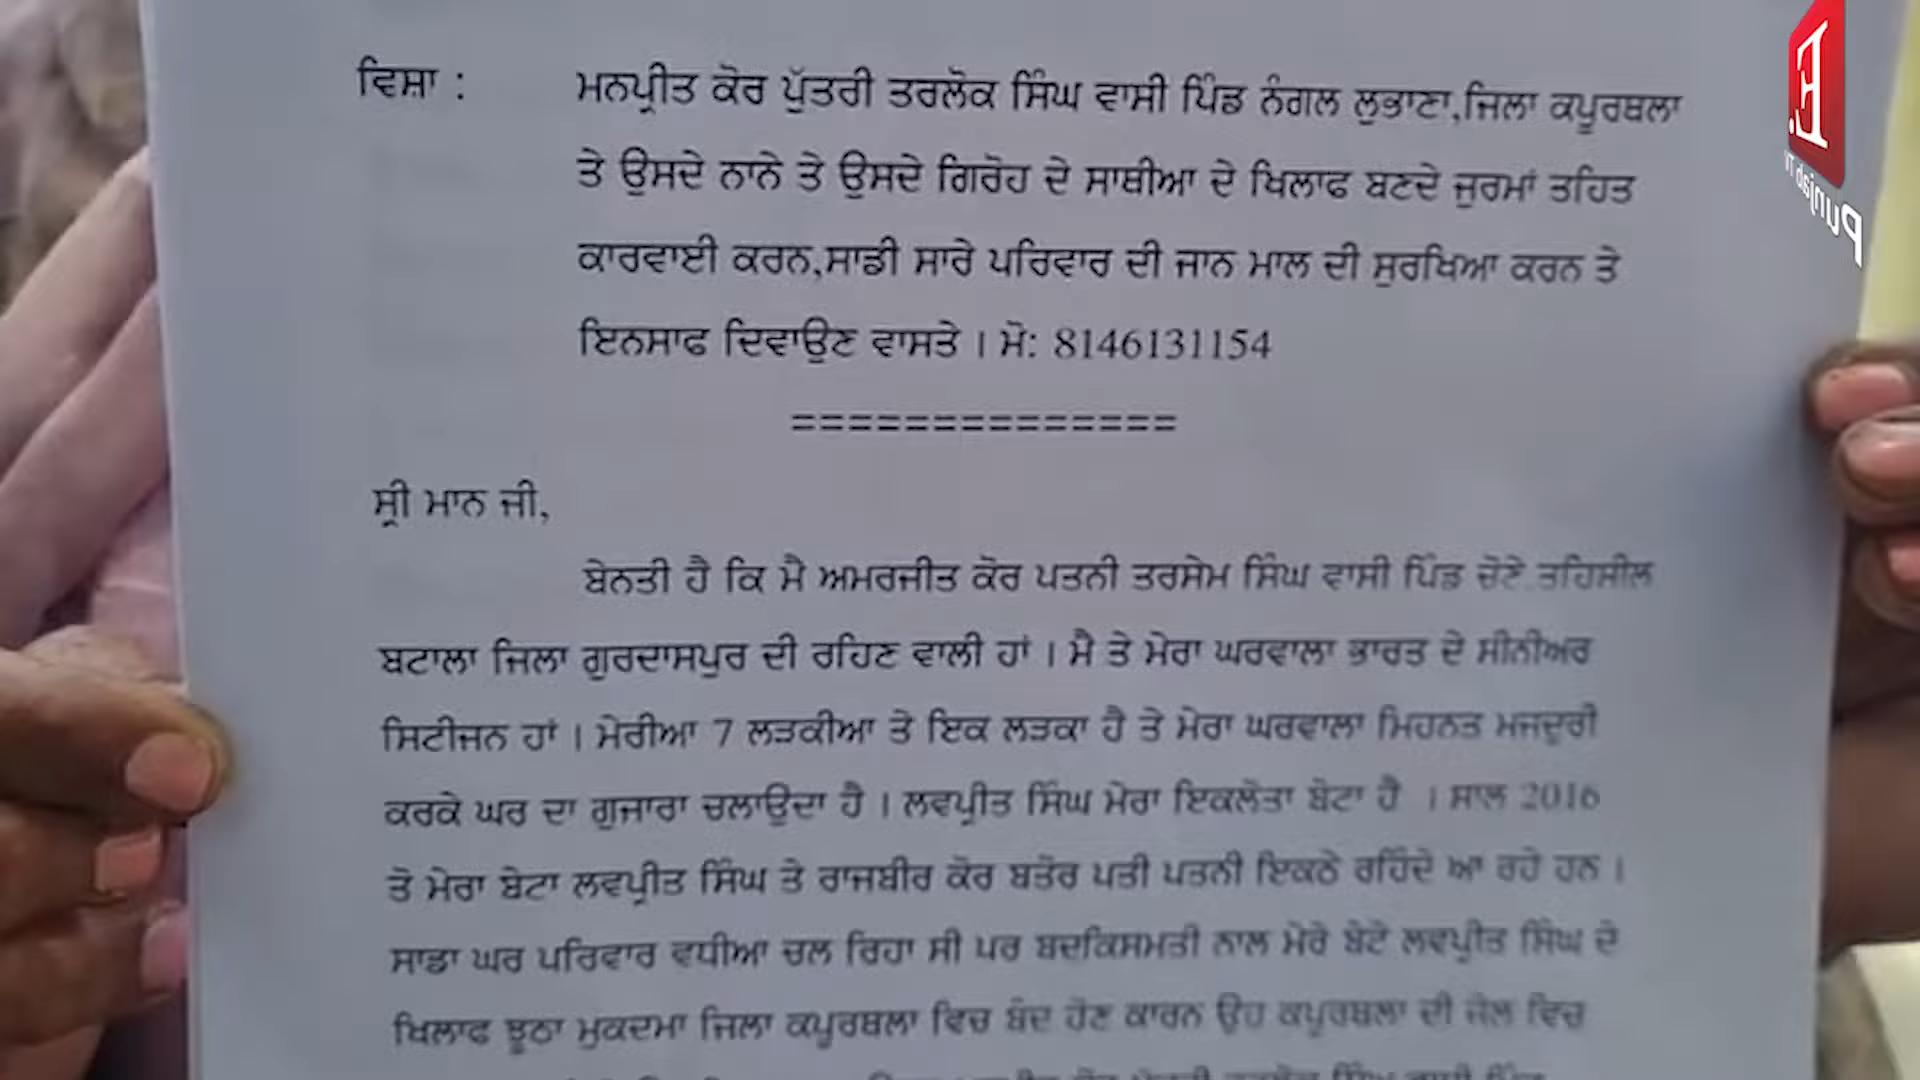 ਵਿਸ਼ਾ : ਮਨਪ੍ਰੀਤ ਕੋਰ ਪੁੱਤਰੀ ਤਰਲੋਕ ਸਿੰਘ ਵਾਸੀ ਪਿੰਡ ਨੰਗਲ ਲੁਭਾਣਾ,ਜਿਲਾ ਕਪੂਰਥਲਾ
ਤੇ ਉਸਦੇ ਨਾਨੇ ਤੇ ਉਸਦੇ ਗਿਰੋਹ ਦੇ ਸਾਥੀਆ ਦੇ ਖਿਲਾਫ ਬਣਦੇ ਜੁਰਮਾਂ ਤਹਿਤ
ਕਾਰਵਾਈ ਕਰਨ,ਸਾਡੀ ਸਾਰੇ ਪਰਿਵਾਰ ਦੀ ਜਾਨ ਮਾਲ ਦੀ ਸੁਰਖਿਆ ਕਰਨ ਤੇ
ਇਨਸਾਫ ਦਿਵਾਉਣ ਵਾਸਤੇ । ਮੋ: 8146131154
==============
ਸ਼੍ਰੀ ਮਾਨ ਜੀ,
ਬੇਨਤੀ ਹੈ ਕਿ ਮੈ ਅਮਰਜੀਤ ਕੋਰ ਪਤਨੀ ਤਰਸੇਮ ਸਿੰਘ ਵਾਸੀ ਪਿੰਡ ਚੋਣੇ ਤਹਿਸੀਲ
ਬਟਾਲਾ ਜਿਲਾ ਗੁਰਦਾਸਪੁਰ ਦੀ ਰਹਿਣ ਵਾਲੀ ਹਾਂ । ਮੈ ਤੇ ਮੇਰਾ ਘਰਵਾਲਾ ਭਾਰਤ ਦੇ ਸੀਨੀਅਰ
ਸਿਟੀਜਨ ਹਾਂ । ਮੇਰੀਆ 7 ਲੜਕੀਆ ਤੇ ਇਕ ਲੜਕਾ ਹੈ ਤੇ ਮੇਰਾ ਘਰਵਾਲਾ ਮਿਹਨਤ ਮਜਦੂਰੀ
ਕਰਕੇ ਘਰ ਦਾ ਗੁਜਾਰਾ ਚਲਾਉਦਾ ਹੈ । ਲਵਪ੍ਰੀਤ ਸਿੰਘ ਮੇਰਾ ਇਕਲੋਤਾ ਬੇਟਾ ਹੈ । ਸਾਲ 2016
ਤੋ ਮੇਰਾ ਬੇਟਾ ਲਵਪ੍ਰੀਤ ਸਿੰਘ ਤੇ ਰਾਜਬੀਰ ਕੋਰ ਬਤੋਰ ਪਤੀ ਪਤਨੀ ਇਕਠੇ ਰਹਿੰਦੇ ਆ ਰਹੇ ਹਨ ।
ਸਾਡਾ ਘਰ ਪਰਿਵਾਰ ਵਧੀਆ ਚਲ ਰਿਹਾ ਸੀ ਪਰ ਬਦਕਿਸਮਤੀ ਨਾਲ ਮੇਰੇ ਬੇਟੇ ਲਵਪ੍ਰੀਤ ਸਿੰਘ ਦੇ
ਖਿਲਾਫ ਝੂਠਾ ਮੁਕਦਮਾ ਜਿਲਾ ਕਪੂਰਥਲਾ ਵਿਚ ਬੰਦ ਹੋਣ ਕਾਰਨ ਉਹ ਕਪੂਰਥਲਾ ਦੀ ਜੇਲ ਵਿਚ
E.
Punjab TV